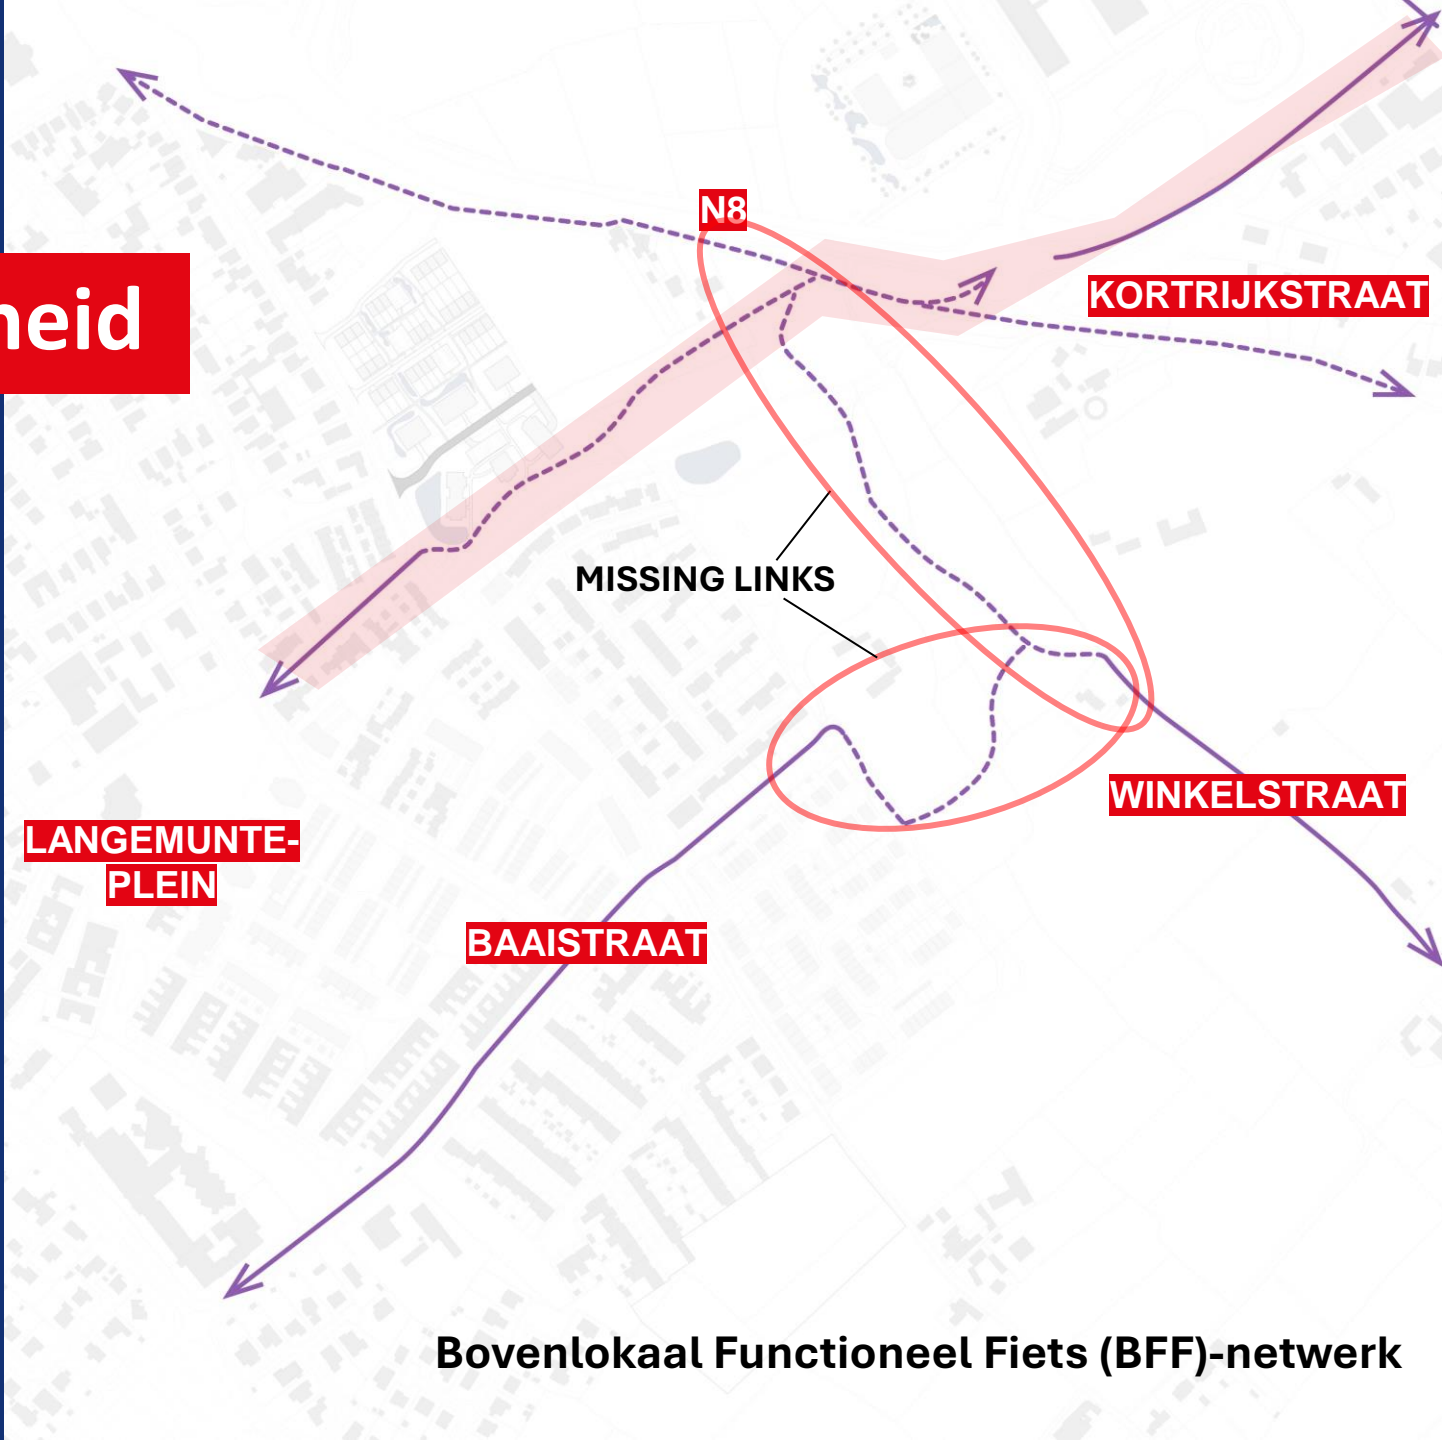 N8
KORTRIJKSTRAAT
heid
MISSING LINKS
WINKELSTRAAT
LANGEMUNTE-
PLEIN
BAAISTRAAT
Bovenlokaal Functioneel Fiets (BFF)-netwerk